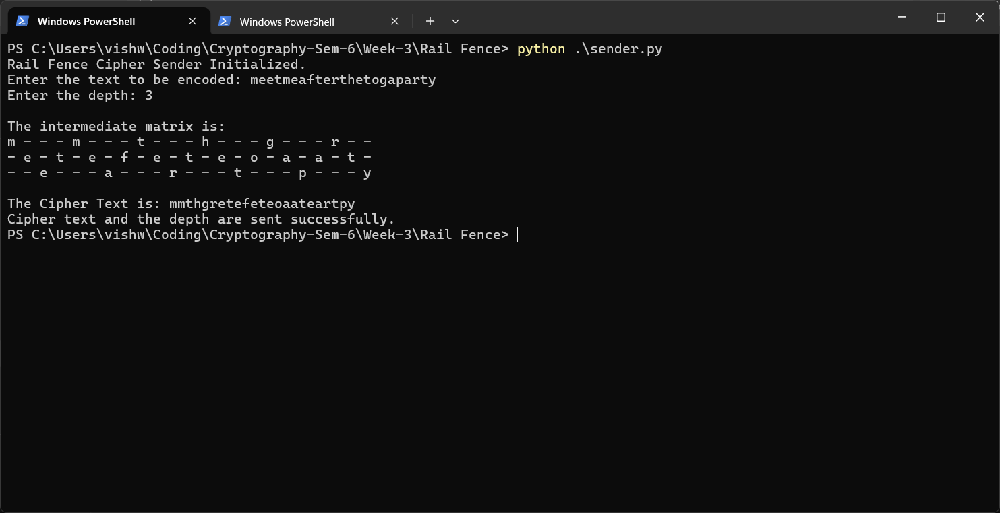 Windows PowerShell Windows PowerShell
PS C:\Users\vishw\Coding\Cryptography-Sem-6\Week-3\Rail Fence> python .\sender.py
Rail Fence Cipher Sender Initialized.
Enter the text to be encoded: meetmeafterthetogaparty
Enter the depth: 3
The intermediate matrix is:
m - - - m - - - t - - - h - - - g - - - r - -
- e - t - e - f - e - t - e - o - a - a - t -
- - e - - - a - - - r - - - t - - - p - - - y
The Cipher Text is: mmthgretefeteoaateartpy
Cipher text and the depth are sent successfully.
PS C:\Users\vishw\Coding\Cryptography-Sem-6\Week-3\Rail Fence>